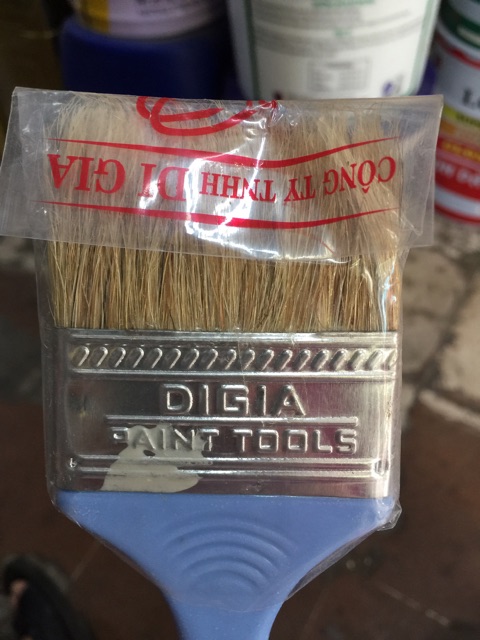 CÔNG TY TNHH DI GIA
DIGIA
PAINT TOOLS